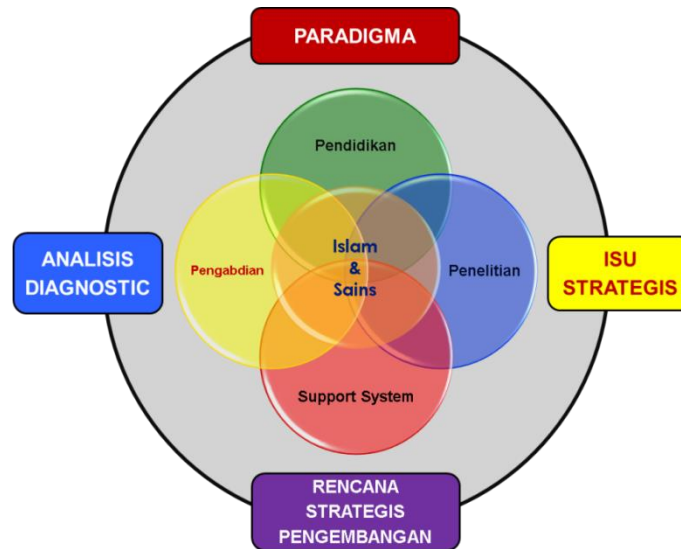 PARADIGMA
Pendidikan
ANALISIS
DIAGNOSTIC
Pengabdian
Islam
&
Sains
Penelitian
ISU
STRATEGIS
Support System
RENCANA
STRATEGIS
PENGEMBANGAN